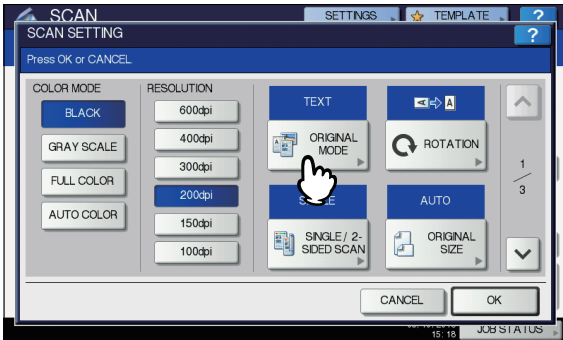 SCAN
SETTINGS
TEMPLATE
?
SCAN SETTING
?
Press OK or CANCEL
COLOR MODE
RESOLUTION
BLACK
GRAY SCALE
FULL COLOR
AUTO COLOR
600dpi
400dpi
300dpi
200dpi
150dpi
100dpi
TEXT
ORIGINAL
MODE
A
ROTATION
SINGLE / 2-
SIDED SCAN
AUTO
ORIGINAL
SIZE
1
3
CANCEL
OK
15:18
JOB STATUS